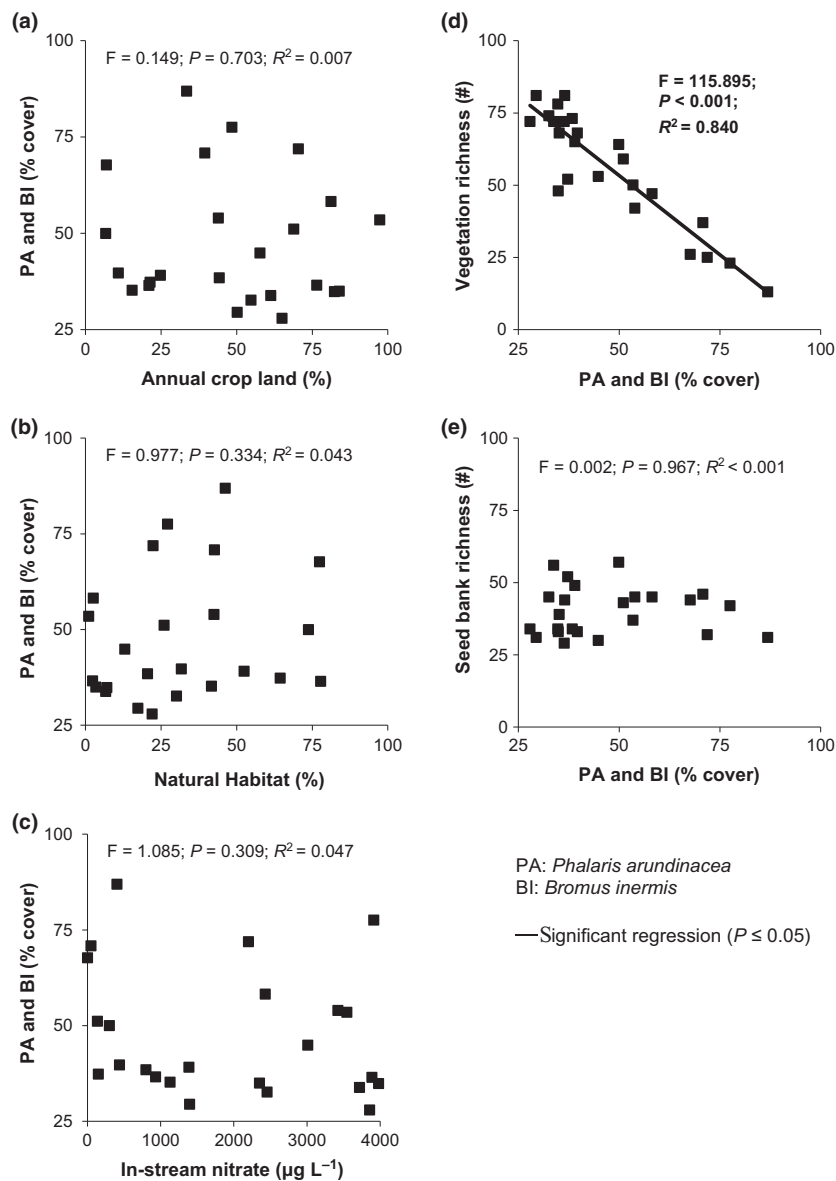 (a)
100
F = 0.149; P = 0.703; R² = 0.007
75
50
25
PA and BI (% cover)
0 25 50 75 100
Annual crop land (%)
(b)
100
F = 0.977; P = 0.334; R² = 0.043
75
50
25
PA and BI (% cover)
0 25 50 75 100
Natural Habitat (%)
(c)
100
F = 1.085; P = 0.309; R² = 0.047
75
50
25
PA and BI (% cover)
0 1000 2000 3000 4000
In-stream nitrate (µg L⁻¹)
(d)
100
F = 115.895;
P < 0.001;
R² = 0.840
75
50
25
0
Vegetation richness (#)
25 50 75 100
PA and BI (% cover)
(e)
100
F = 0.002; P = 0.967; R² < 0.001
75
50
25
0
Seed bank richness (#)
25 50 75 100
PA and BI (% cover)
PA: Phalaris arundinacea
BI: Bromus inermis
Significant regression (P ≤ 0.05)